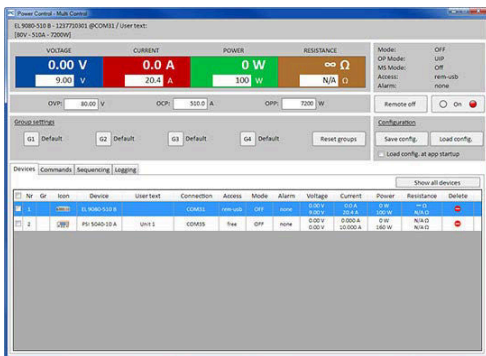 Power Control - Multi Control
EL 9080-510 B - 1237710301 @COM31 / User text:
[80V - 510A - 7200W]
VOLTAGE CURRENT POWER RESISTANCE
0.00 V 0.0 A 0 W ∞ Ω
9.00 V 20.4 A 100 W N/A Ω
Mode: OFF
OP Mode: UIP
MS Mode: Off
Access: rem-usb
Alarm: none
OVP: 80.00 V OCP: 510.0 A OPP: 7200 W
Remote off On
Group settings
G1 Default G2 Default G3 Default G4 Default Reset groups
Configuration
Save config. Load config.
Load config. at app startup
Devices Commands Sequencing Logging
Show all devices
Nr Gr Icon Device User text Connection Access Mode Alarm Voltage Current Power Resistance Delete
1 EL 9080-510 B COM31 rem-usb OFF none 0.00 V 0.0 A 0 W ∞ Ω
9.00 V 20.4 A 100 W N/A Ω
2 PSI 5040-10 A Unit 1 COM35 free OFF none 0.00 V 0.000 A 0 W N/A Ω
0.00 V 10.000 A 160 W N/A Ω